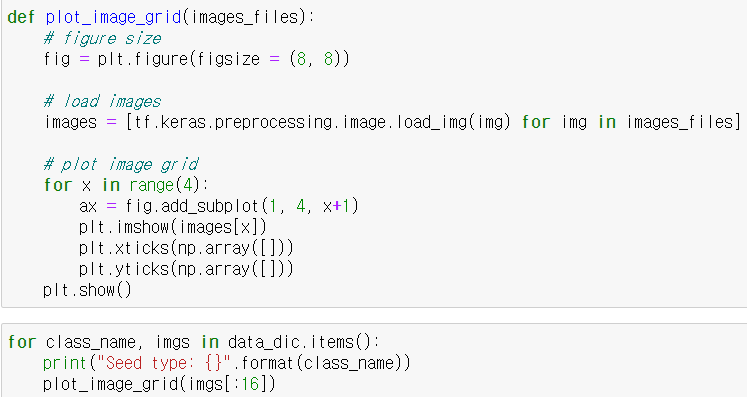 def plot_image_grid(images_files):
    # figure size
    fig = plt.figure(figsize = (8, 8))

    # load images
    images = [tf.keras.preprocessing.image.load_img(img) for img in images_files]

    # plot image grid
    for x in range(4):
        ax = fig.add_subplot(1, 4, x+1)
        plt.imshow(images[x])
        plt.xticks(np.array([]))
        plt.yticks(np.array([]))
    plt.show()

for class_name, imgs in data_dic.items():
    print("Seed type: {}".format(class_name))
    plot_image_grid(imgs[:16])